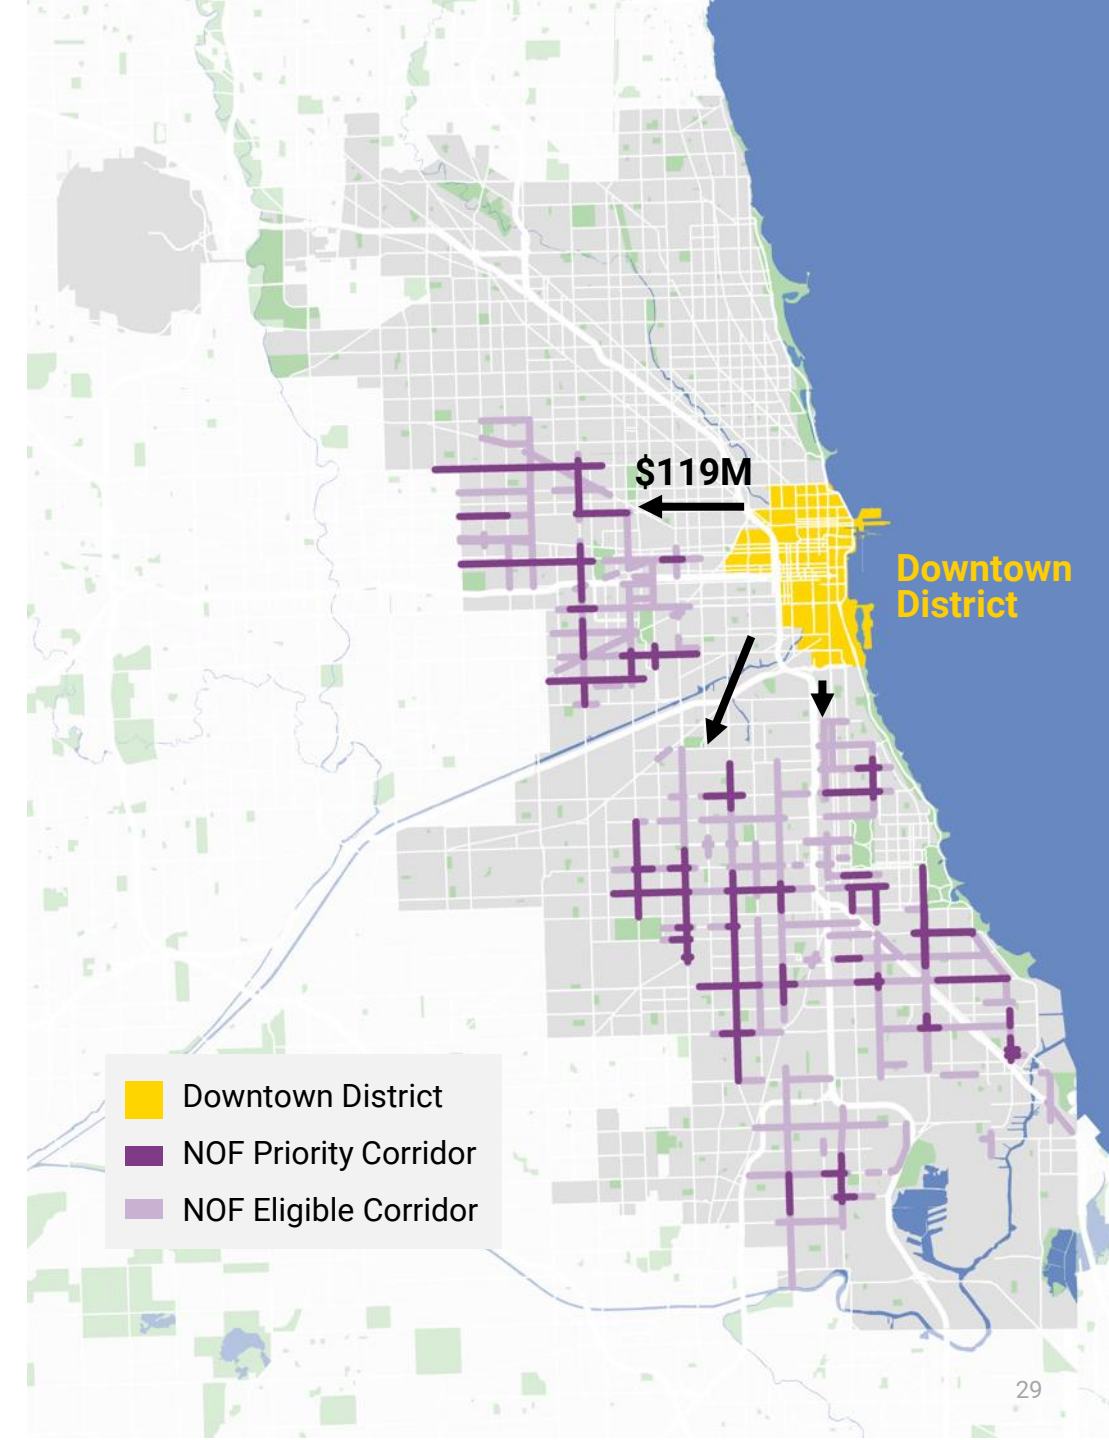 $119M
Downtown
District
Downtown District
NOF Priority Corridor
NOF Eligible Corridor
29